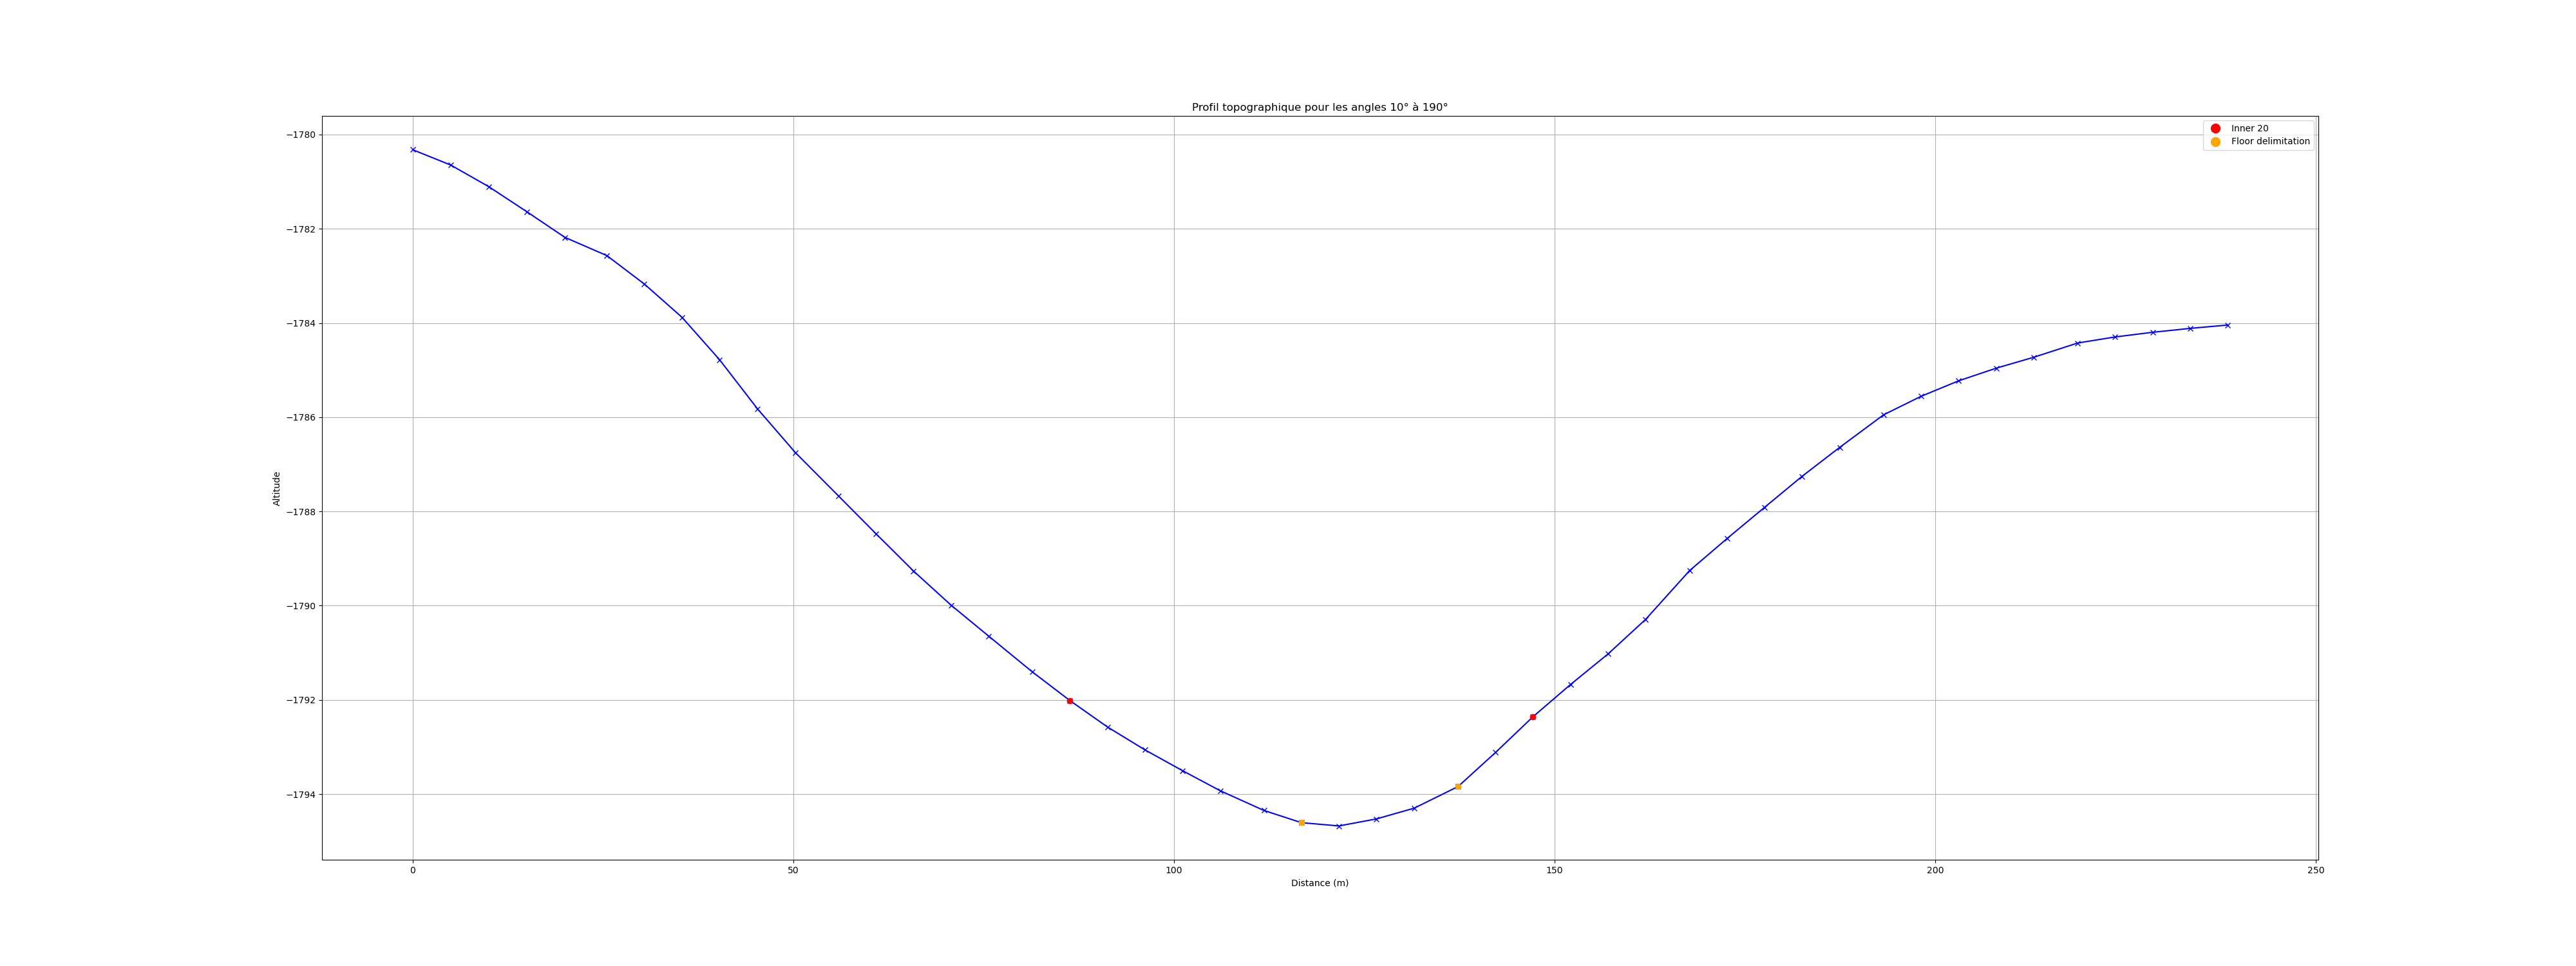 Profil topographique pour les angles 10° à 190°
Inner 20
Floor delimitation
−1780
−1782
−1784
−1786
−1788
−1790
−1792
−1794
Altitude
0
50
100
150
200
250
Distance (m)